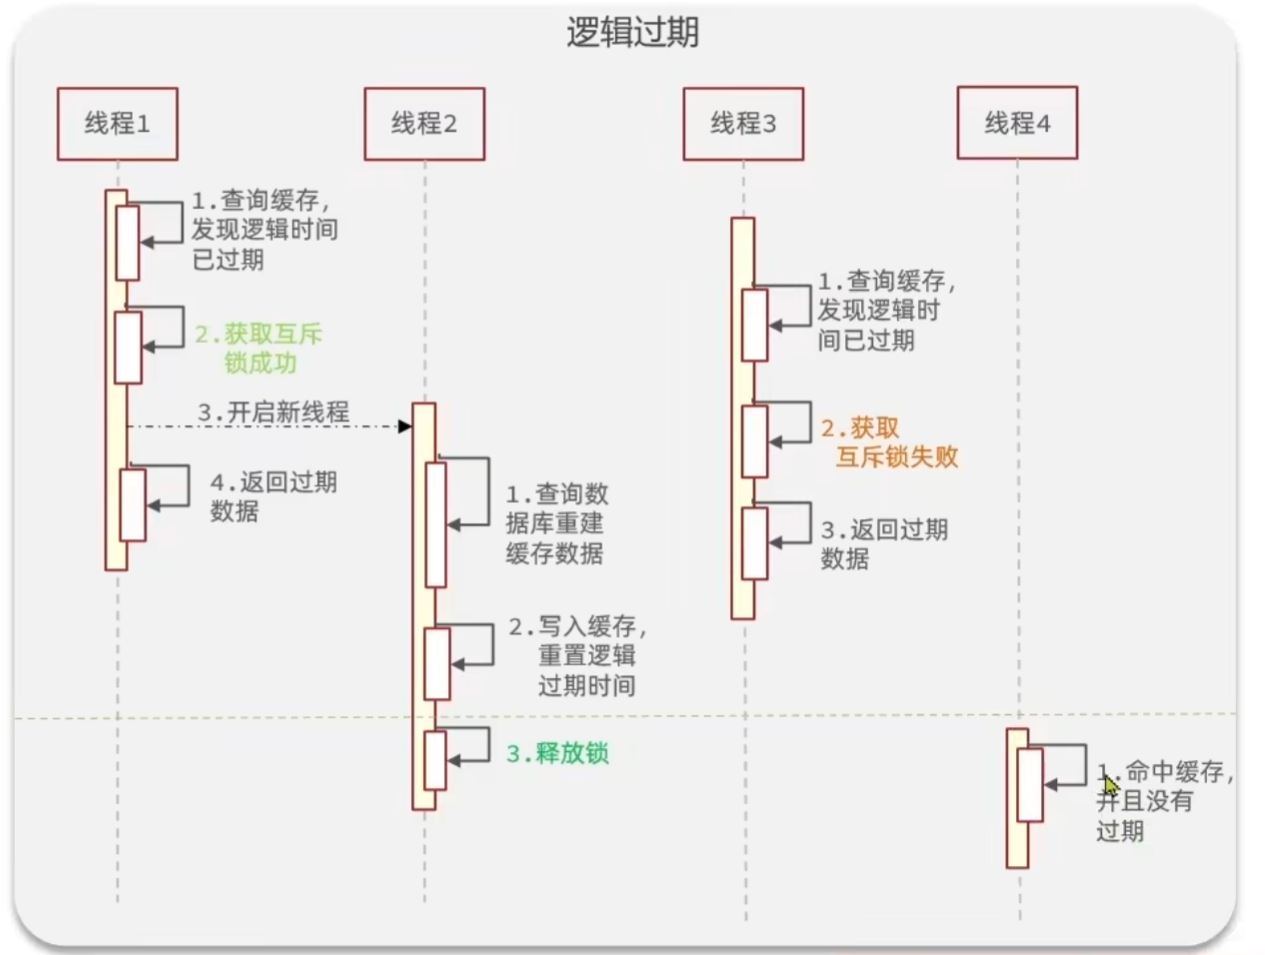 逻辑过期
线程1
线程2
线程3
线程4
1.查询缓存,
发现逻辑时间
已过期
2.获取互斥
锁成功
3.开启新线程
4.返回过期
数据
1.查询数
据库重建
缓存数据
2.写入缓存,
重置逻辑
过期时间
3.释放锁
1.查询缓存,
发现逻辑时
间已过期
2.获取
互斥锁失败
3.返回过期
数据
1.命中缓存,
并且没有
过期